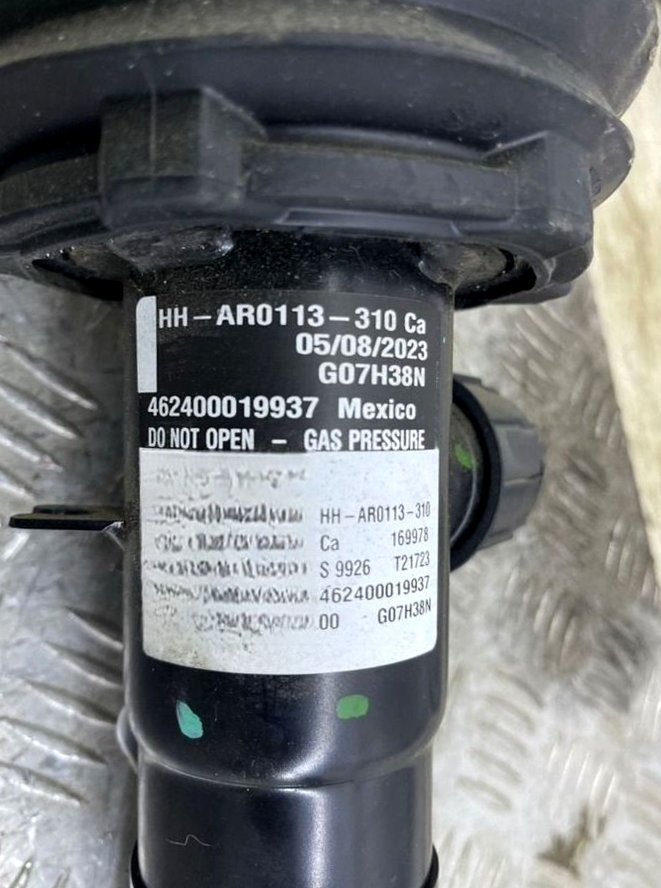 HH-AR0113-310 Ca
05/08/2023
G07H38N
462400019937 Mexico
DO NOT OPEN - GAS PRESSURE
HH-AR0113-310
Ca 169978
S 9926 T21723
462400019937
00 G07H38N